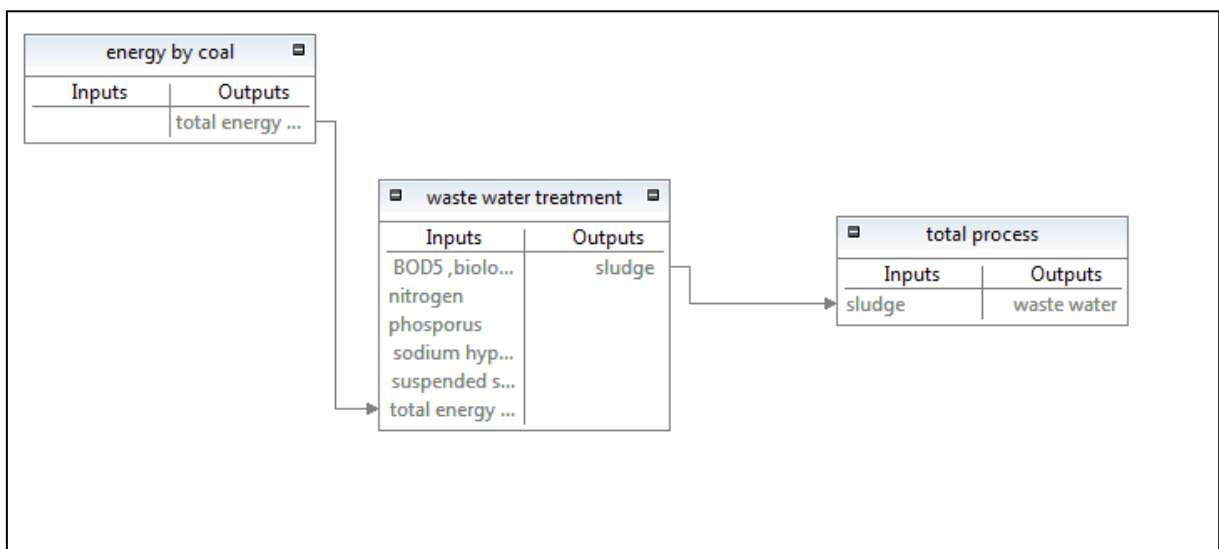 energy by coal
Inputs Outputs
total energy ...
waste water treatment
Inputs Outputs
BOD5 ,biolo... sludge
nitrogen
phosporus
sodium hyp...
suspended s...
total energy ...
total process
Inputs Outputs
sludge waste water